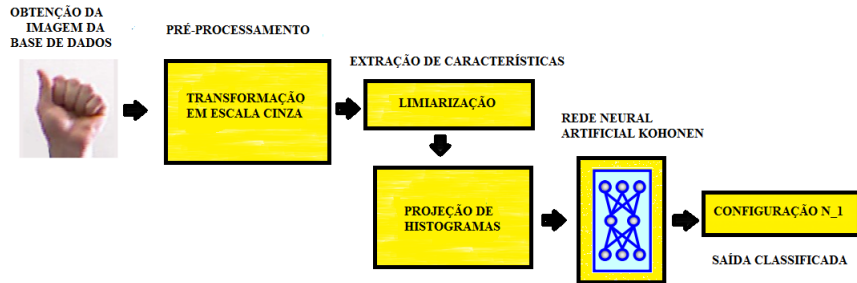 OBTENÇÃO DA
IMAGEM DA
BASE DE DADOS
PRÉ-PROCESSAMENTO
TRANSFORMAÇÃO
EM ESCALA CINZA
EXTRAÇÃO DE CARACTERÍSTICAS
LIMIARIZAÇÃO
PROJEÇÃO DE
HISTOGRAMAS
REDE NEURAL
ARTIFICIAL KOHONEN
CONFIGURAÇÃO N_1
SAÍDA CLASSIFICADA